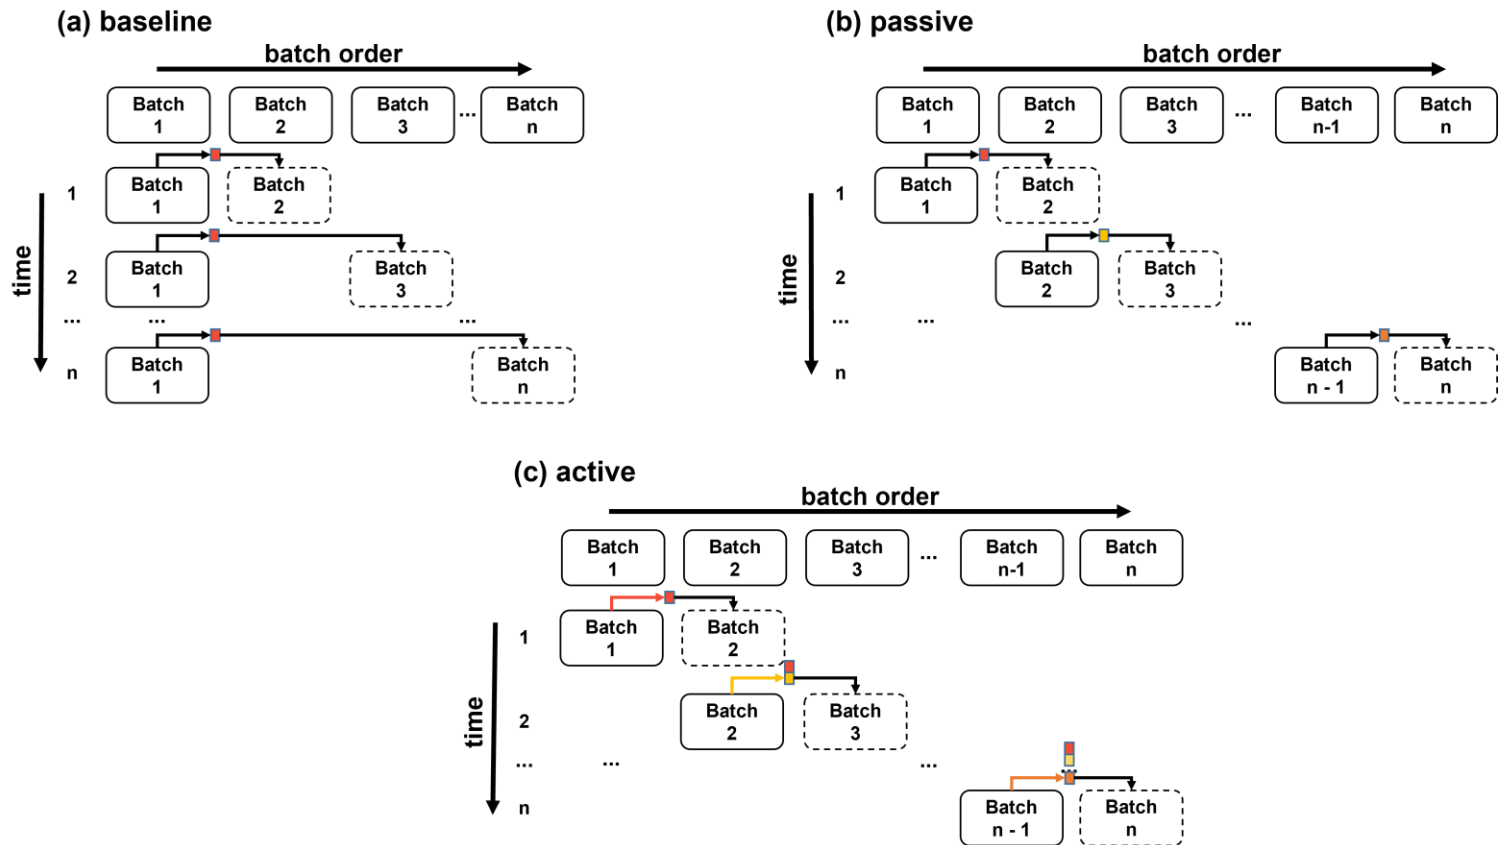 (a) baseline
batch order
Batch
1
Batch
2
Batch
3
...
Batch
n
time
1
Batch
1
Batch
2
2
Batch
1
Batch
3
...
...
...
n
Batch
1
Batch
n
(b) passive
batch order
Batch
1
Batch
2
Batch
3
...
Batch
n-1
Batch
n
time
1
Batch
1
Batch
2
2
Batch
2
Batch
3
...
...
...
n
Batch
n - 1
Batch
n
(c) active
batch order
Batch
1
Batch
2
Batch
3
...
Batch
n-1
Batch
n
time
1
Batch
1
Batch
2
2
Batch
2
Batch
3
...
...
...
...
n
Batch
n - 1
Batch
n